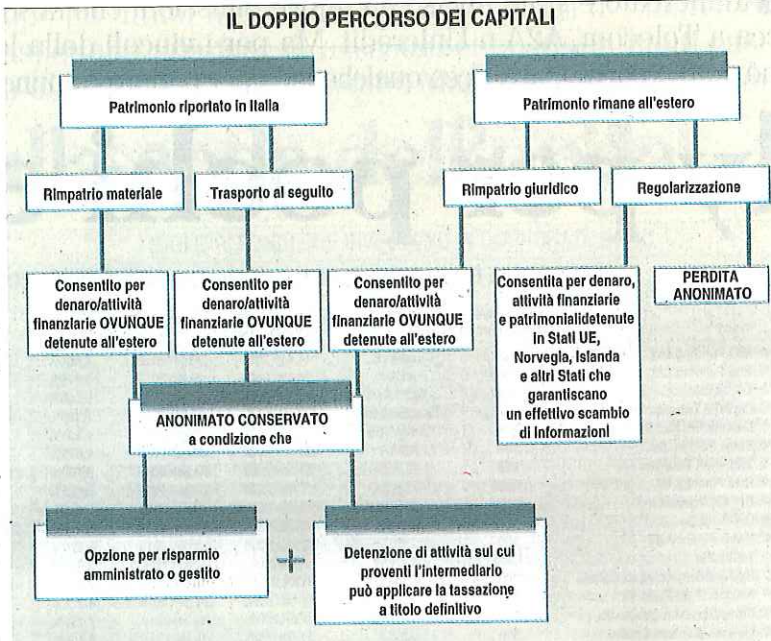 IL DOPPIO PERCORSO DEI CAPITALI
Patrimonio riportato in Italia
Patrimonio rimane all'estero
Rimpatrio materiale
Trasporto al seguito
Rimpatrio giuridico
Regolarizzazione
Consentito per
denaro/attività
finanziarie OVUNQUE
detenute all'estero
Consentito per
denaro/attività
finanziarie OVUNQUE
detenute all'estero
Consentito per
denaro/attività
finanziarie OVUNQUE
detenute all'estero
Consentita per denaro,
attività finanziarie
e patrimonialidetenute
in Stati UE,
Norvegia, Islanda
e altri Stati che
garantiscano
un effettivo scambio
di informazioni
PERDITA
ANONIMATO
ANONIMATO CONSERVATO
a condizione che
Opzione per risparmio
amministrato o gestito
+
Detenzione di attività sul cui
proventi l'intermediario
può applicare la tassazione
a titolo definitivo